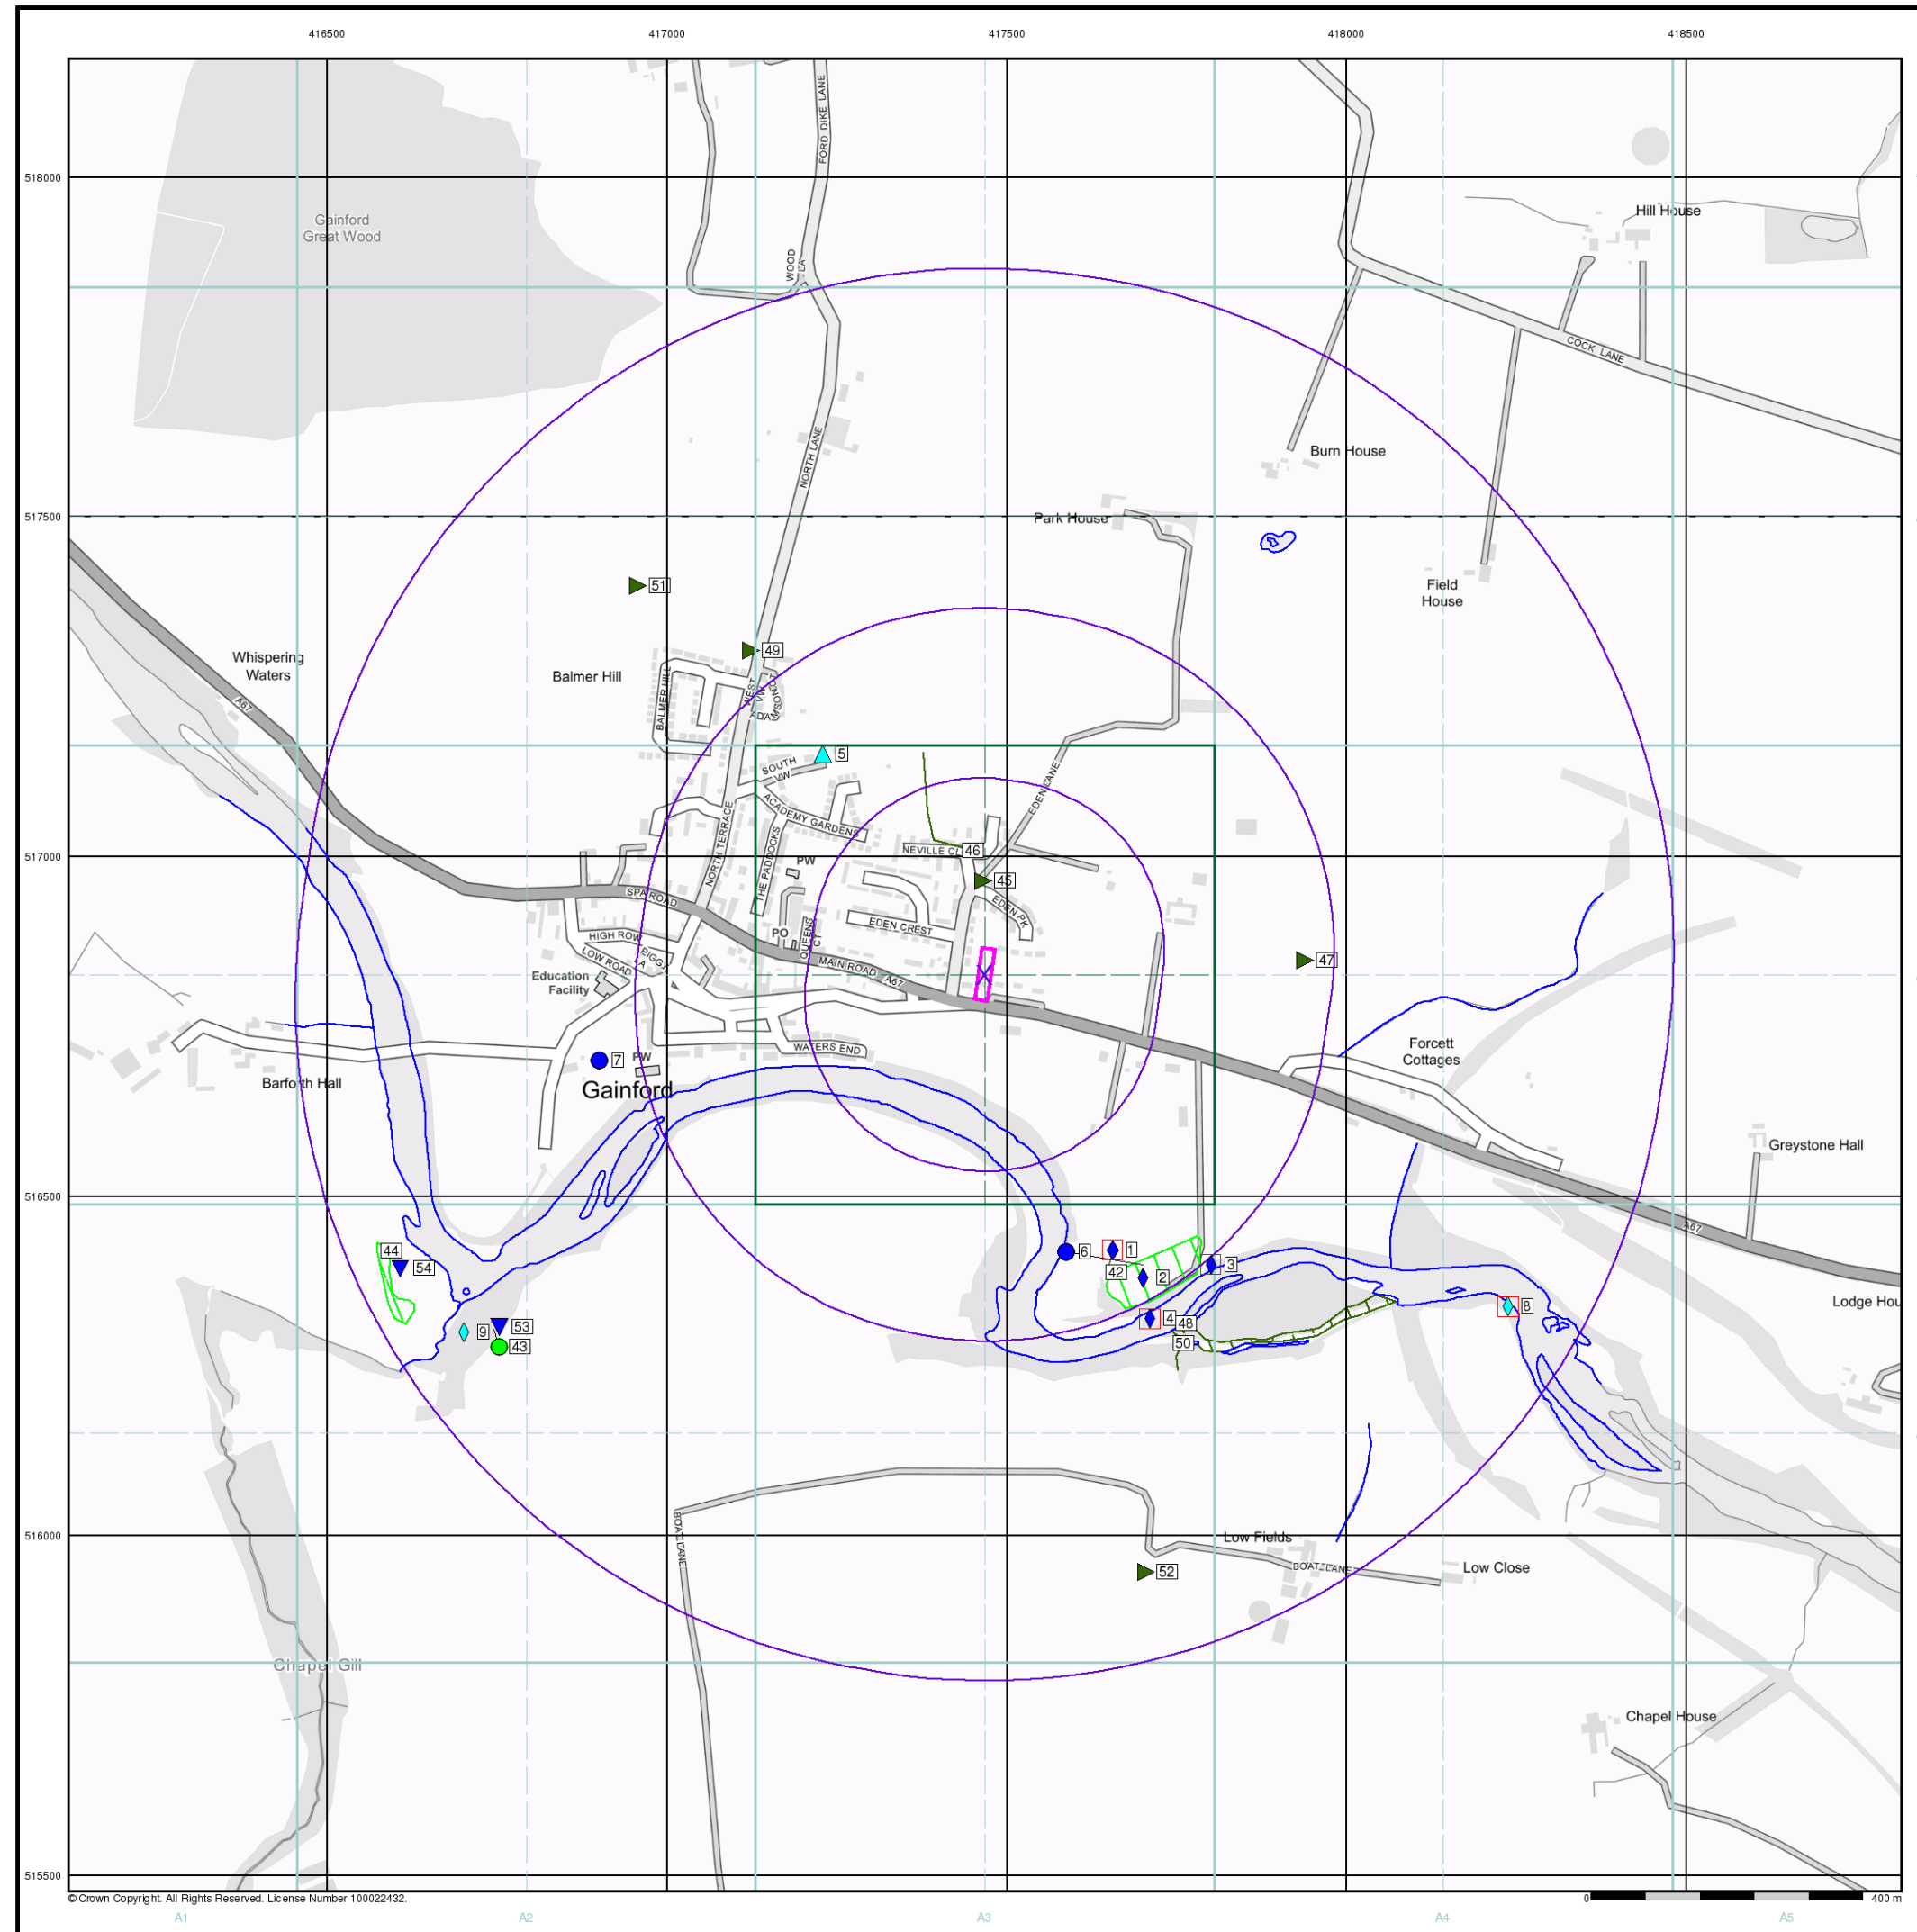 416500 417000 417500 418000 418500
518000
517500
517000
516500
516000
515500
FORD DIKE LANE
Gainford
Great Wood
Hill House
WOOD
LA
COCK LANE
NORTH LANE
Burn House
Park House
51
Field
House
49
Whispering
Waters
Balmer Hill
BALMER HILL
WEST
VW
A67
SOUTH
VW
5
EDEN LANE
ACADEMY GARDENS
NORTH TERRACE
THE PADDOCKS
PW
46
45
SPA ROAD
EDEN PK
EDEN CREST
QUEENS
CT
PO
HIGH ROW
LOW ROAD
PIGGY
LA
MAIN ROAD
A67
47
Education
Facility
WATERS END
7
PW
Gainford
Barforth Hall
Forcett
Cottages
Greystone Hall
A67
44
54
6
1
42
2
3
4
48
50
8
9
53
43
Lodge Hou
BOAT LANE
Low Fields
BOAT LANE
Low Close
52
Chapel Gill
Chapel House
© Crown Copyright. All Rights Reserved. License Number 100022432.
0 400 m
A1 A2 A3 A4 A5